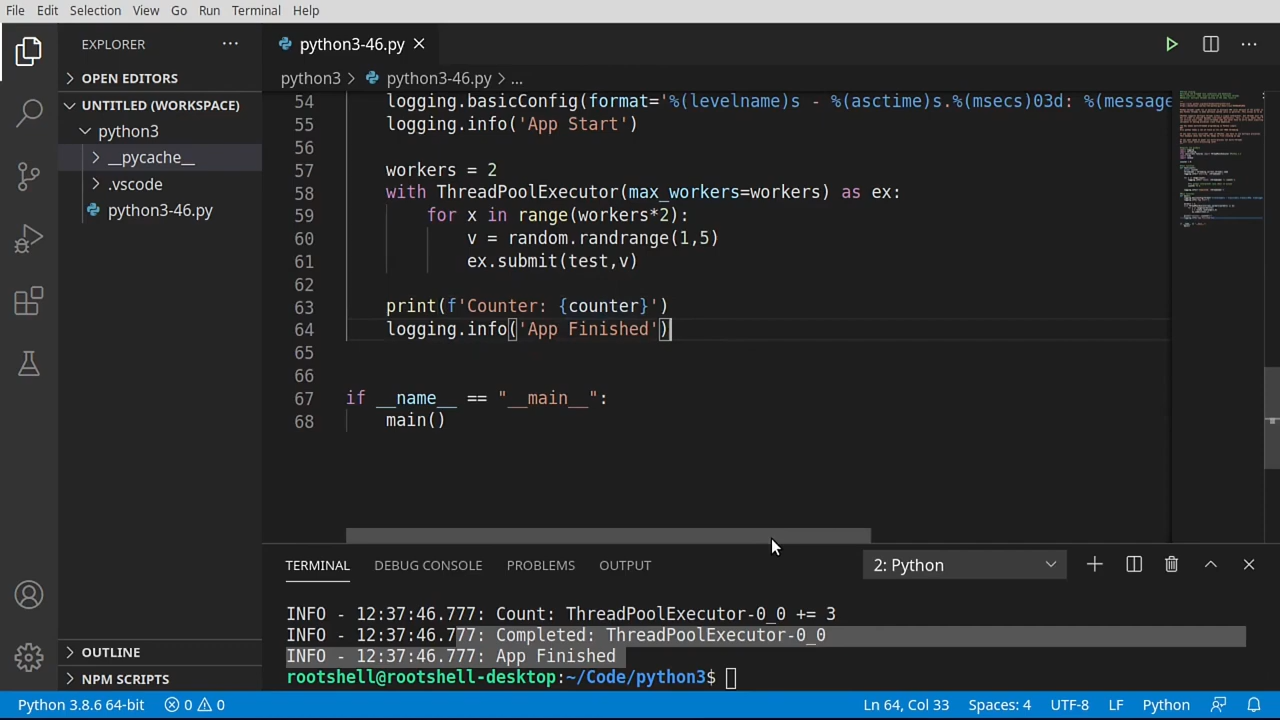 File Edit Selection View Go Run Terminal Help
EXPLORER
OPEN EDITORS
UNTITLED (WORKSPACE)
python3
__pycache__
.vscode
python3-46.py
OUTLINE
NPM SCRIPTS
python3-46.py
python3 python3-46.py ...
54 logging.basicConfig(format='%(levelname)s - %(asctime)s.%(msecs)03d: %(message
55 logging.info('App Start')
56
57 workers = 2
58 with ThreadPoolExecutor(max_workers=workers) as ex:
59 for x in range(workers*2):
60 v = random.randrange(1,5)
61 ex.submit(test,v)
62
63 print(f'Counter: {counter}')
64 logging.info('App Finished')
65
66
67 if __name__ == "__main__":
68 main()
TERMINAL DEBUG CONSOLE PROBLEMS OUTPUT 2: Python
INFO - 12:37:46.777: Count: ThreadPoolExecutor-0_0 += 3
INFO - 12:37:46.777: Completed: ThreadPoolExecutor-0_0
INFO - 12:37:46.777: App Finished
rootshell@rootshell-desktop:~/Code/python3$
Python 3.8.6 64-bit 0 0 Ln 64, Col 33 Spaces: 4 UTF-8 LF Python